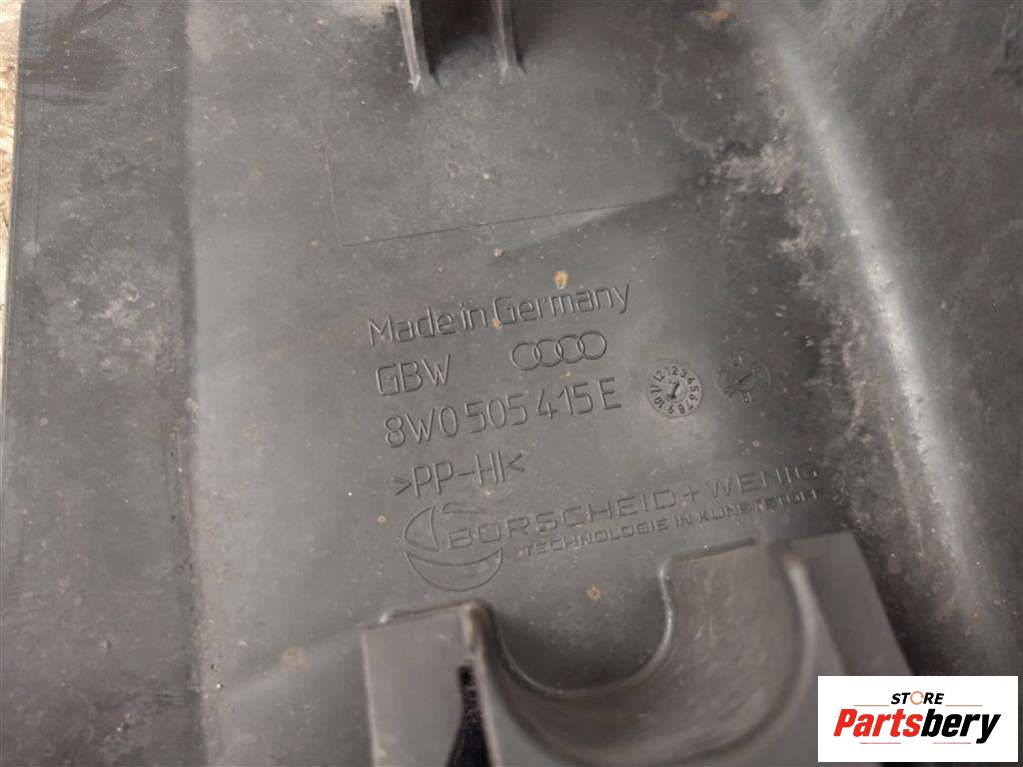 Made in Germany
GBW
8W0 505 415 E
>PP-HI<
BORSCHEID+WENIG
TECHNOLOGIE IN KUNSTSTOFF
STORE
Partsbery